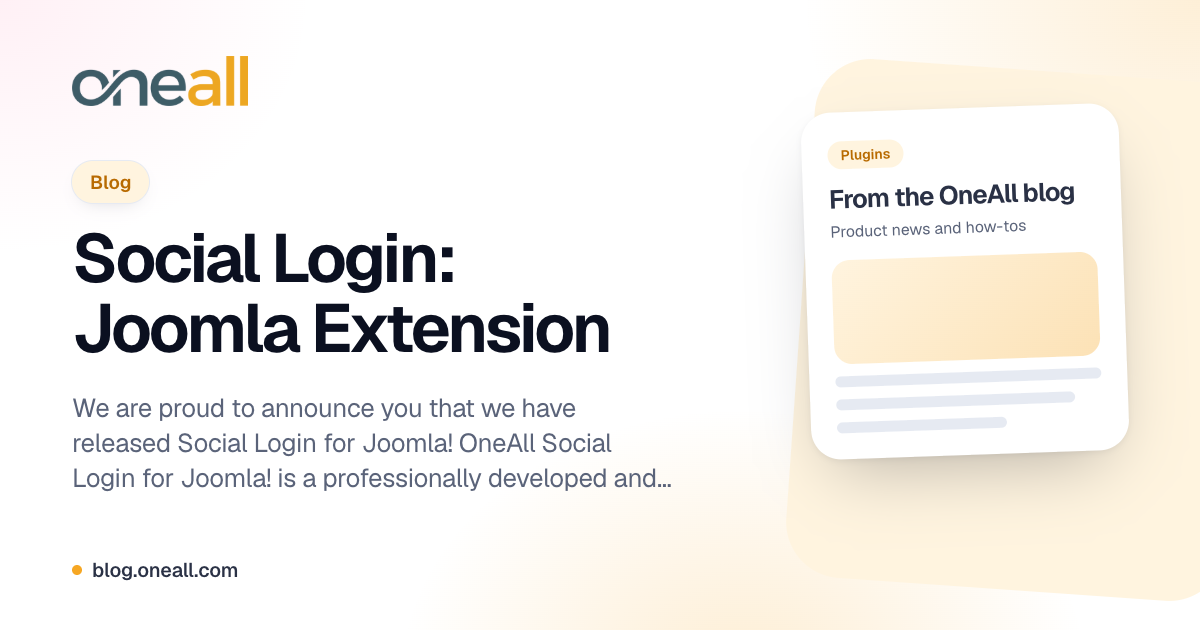 oneall
Blog
Social Login:
Joomla Extension
We are proud to announce you that we have
released Social Login for Joomla! OneAll Social
Login for Joomla! is a professionally developed and...
blog.oneall.com
Plugins
From the OneAll blog
Product news and how-tos